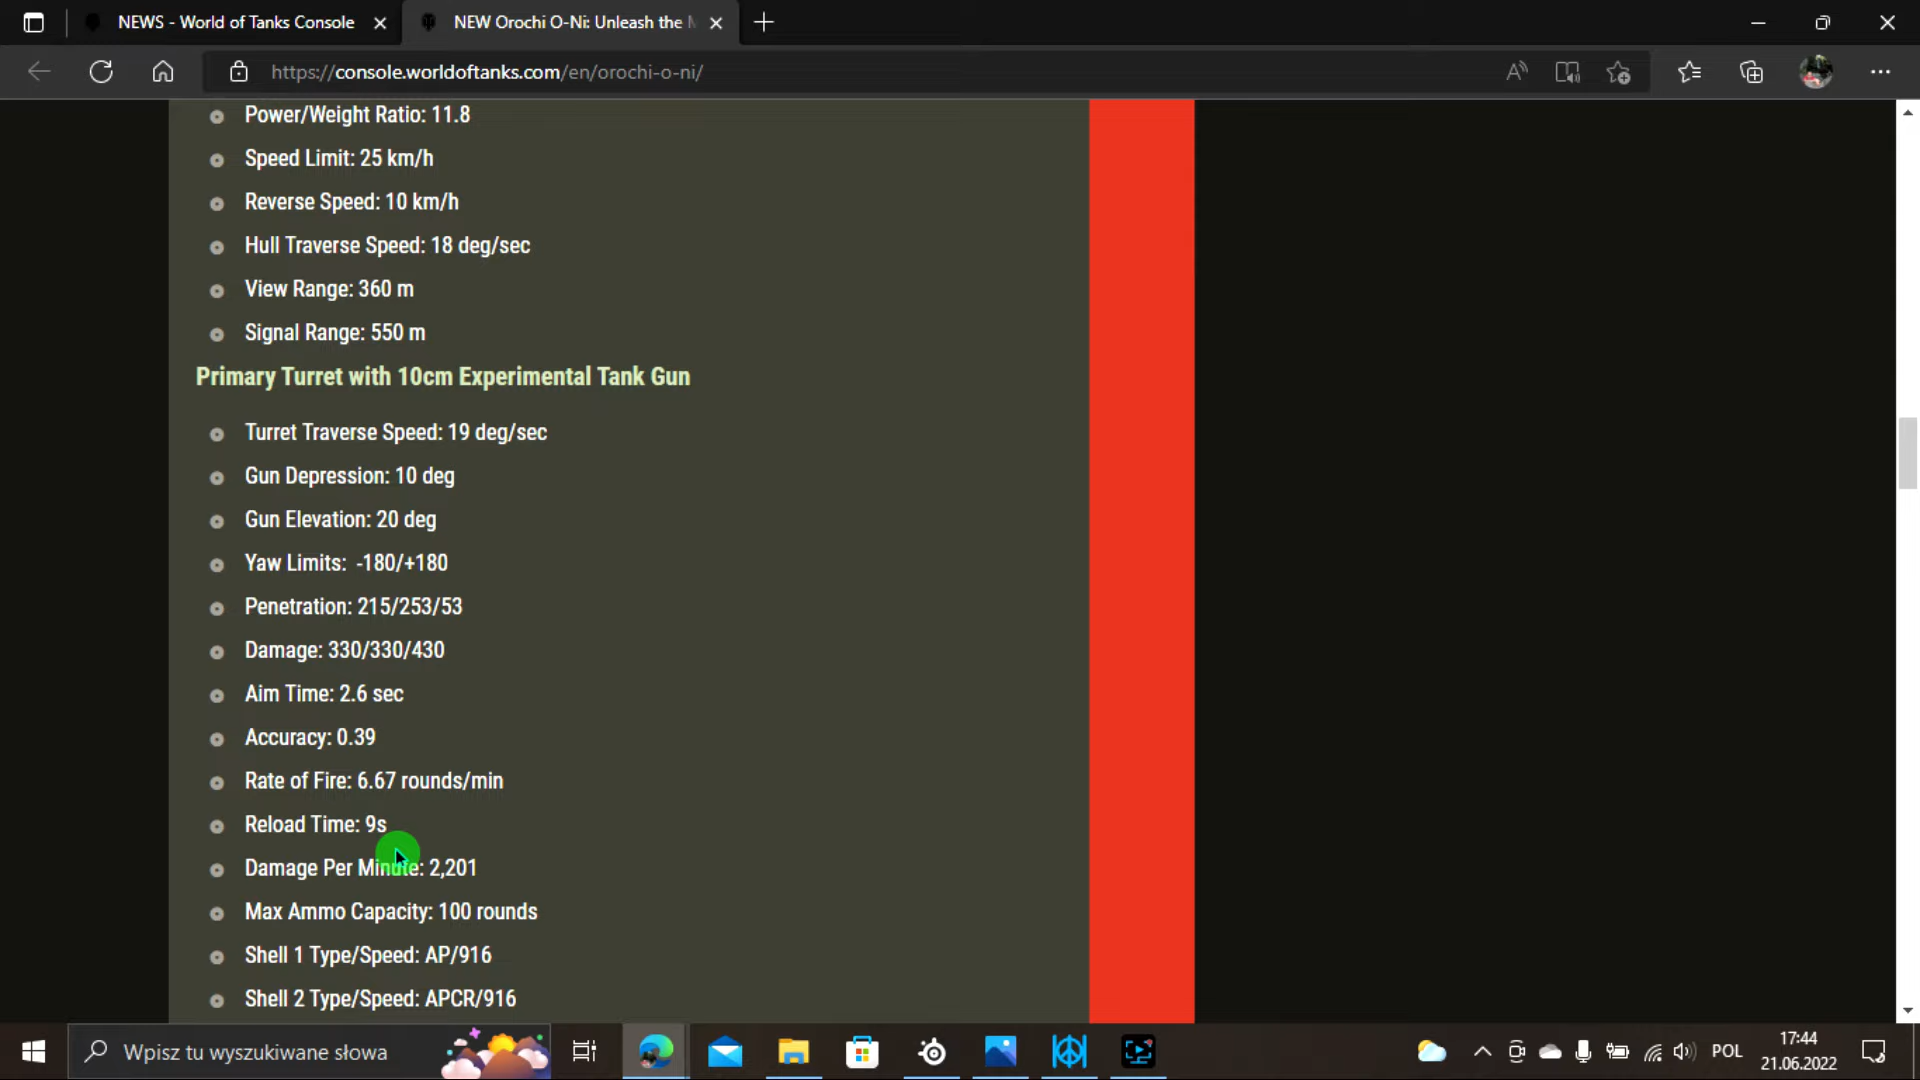 NEWS - World of Tanks Console
NEW Orochi O-Ni: Unleash the M
https://console.worldoftanks.com/en/orochi-o-ni/
Power/Weight Ratio: 11.8
Speed Limit: 25 km/h
Reverse Speed: 10 km/h
Hull Traverse Speed: 18 deg/sec
View Range: 360 m
Signal Range: 550 m
Primary Turret with 10cm Experimental Tank Gun
Turret Traverse Speed: 19 deg/sec
Gun Depression: 10 deg
Gun Elevation: 20 deg
Yaw Limits: -180/+180
Penetration: 215/253/53
Damage: 330/330/430
Aim Time: 2.6 sec
Accuracy: 0.39
Rate of Fire: 6.67 rounds/min
Reload Time: 9s
Damage Per Minute: 2,201
Max Ammo Capacity: 100 rounds
Shell 1 Type/Speed: AP/916
Shell 2 Type/Speed: APCR/916
Wpisz tu wyszukiwane słowa
POL
17:44
21.06.2022